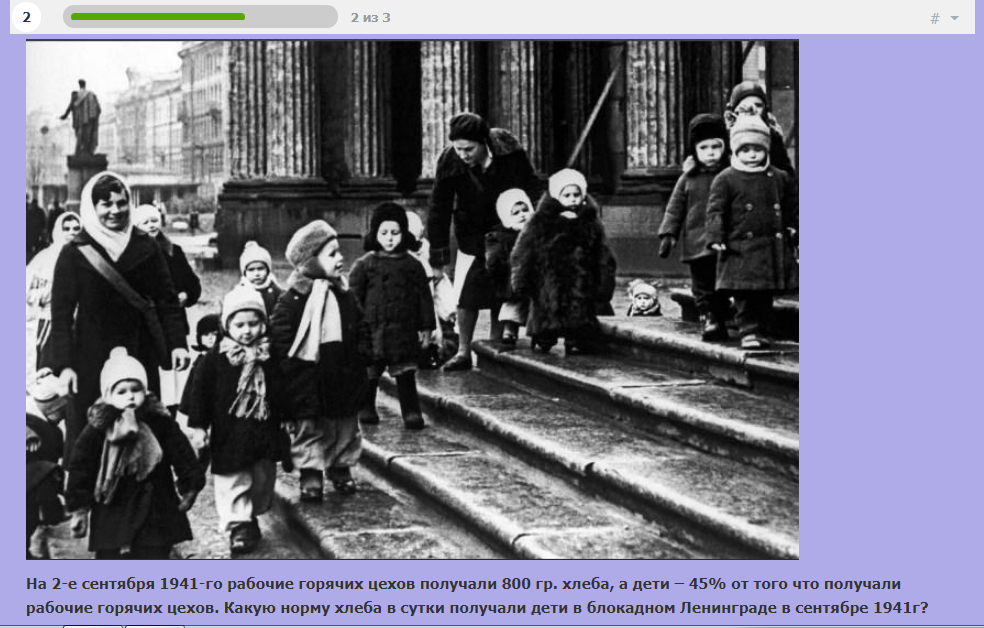 2
2 из 3
#
На 2-е сентября 1941-го рабочие горячих цехов получали 800 гр. хлеба, а дети – 45% от того что получали
рабочие горячих цехов. Какую норму хлеба в сутки получали дети в блокадном Ленинграде в сентябре 1941г?